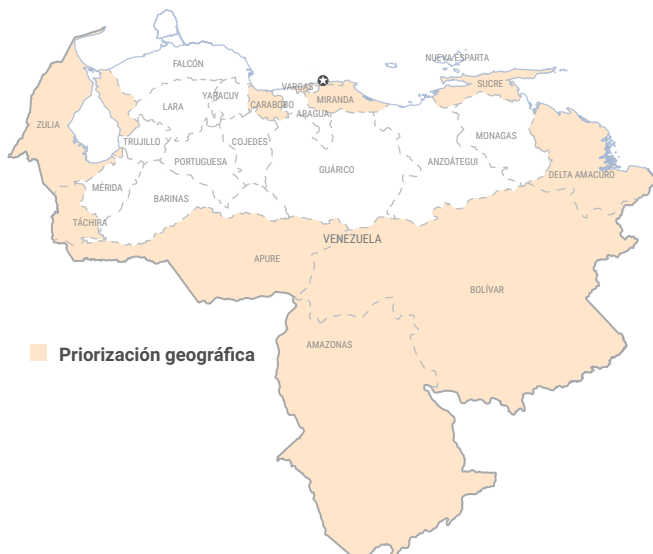 NUEVA ESPARTA
FALCÓN
SUCRE
VARGAS
YARACUY
MIRANDA
LARA
CARABOBO
ARAGUA
ZULIA
MONAGAS
TRUJILLO
COJEDES
PORTUGUESA
ANZOÁTEGUI
GUÁRICO
DELTA AMACURO
MÉRIDA
BARINAS
TÁCHIRA
VENEZUELA
APURE
BOLÍVAR
AMAZONAS
Priorización geográfica